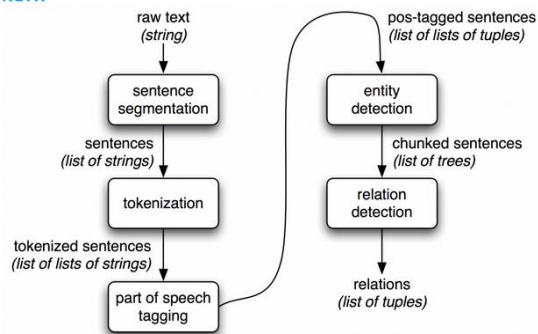 raw text
(string)
sentence
segmentation
sentences
(list of strings)
tokenization
tokenized sentences
(list of lists of strings)
part of speech
tagging
pos-tagged sentences
(list of lists of tuples)
entity
detection
chunked sentences
(list of trees)
relation
detection
relations
(list of tuples)